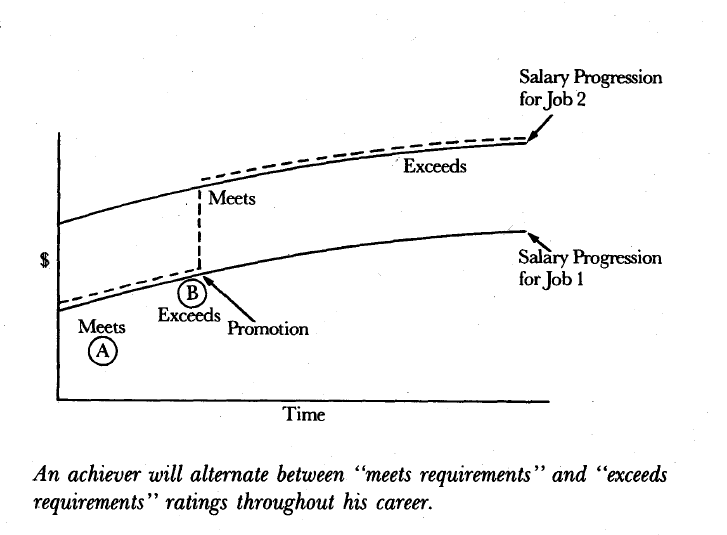 Salary Progression
for Job 2
Exceeds
Meets
$
Salary Progression
for Job 1
B
Exceeds
Promotion
Meets
A
Time
An achiever will alternate between “meets requirements” and “exceeds
requirements” ratings throughout his career.